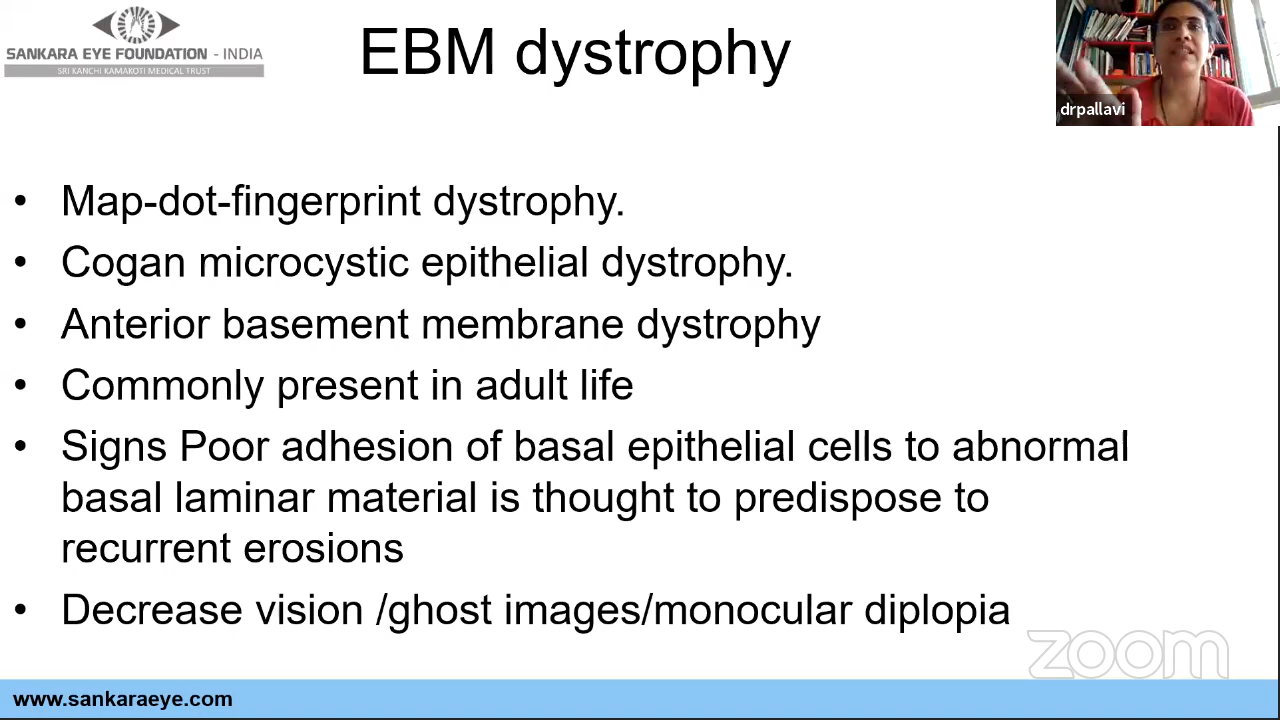 SANKARA EYE FOUNDATION - INDIA
SRI KANCHI KAMAKOTI MEDICAL TRUST
EBM dystrophy
drpallavi
• Map-dot-fingerprint dystrophy.
• Cogan microcystic epithelial dystrophy.
• Anterior basement membrane dystrophy
• Commonly present in adult life
• Signs Poor adhesion of basal epithelial cells to abnormal
basal laminar material is thought to predispose to
recurrent erosions
• Decrease vision /ghost images/monocular diplopia
zoom
www.sankaraeye.com